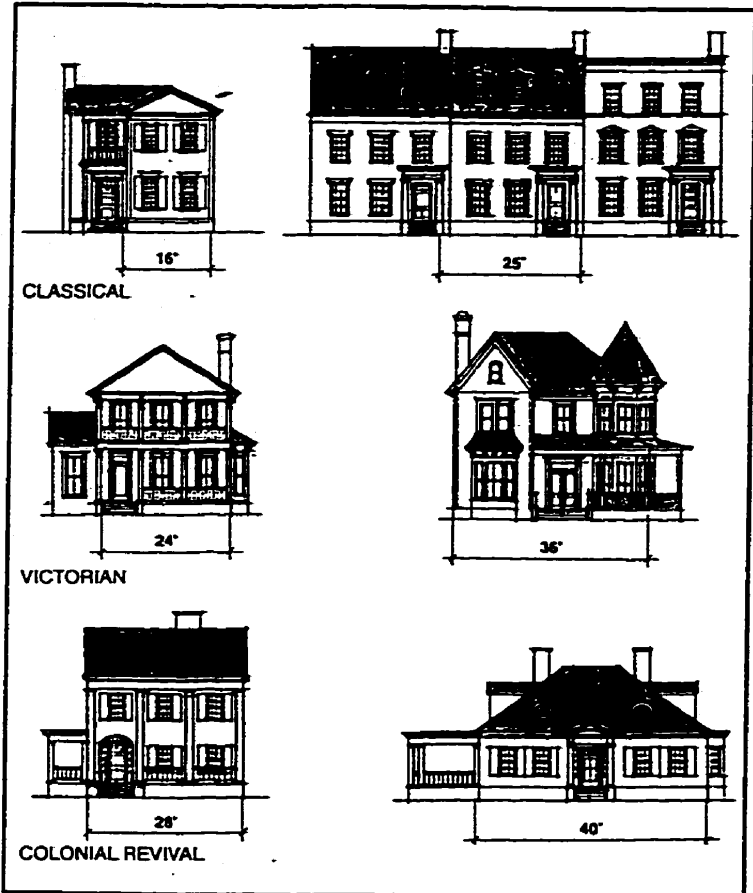 16"
25"
CLASSICAL
24"
36"
VICTORIAN
28"
40"
COLONIAL REVIVAL